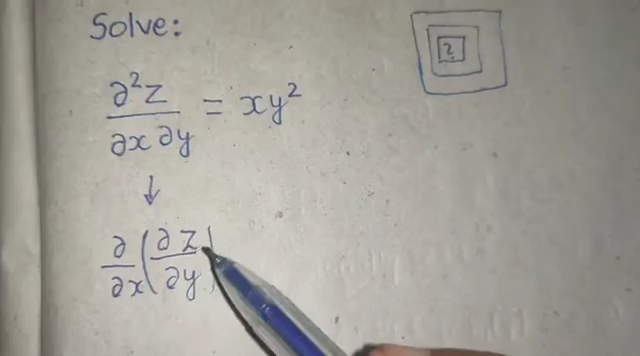 Solve:
?
∂²z
∂x ∂y
= xy²
↓
∂
∂x
(∂z
∂y)